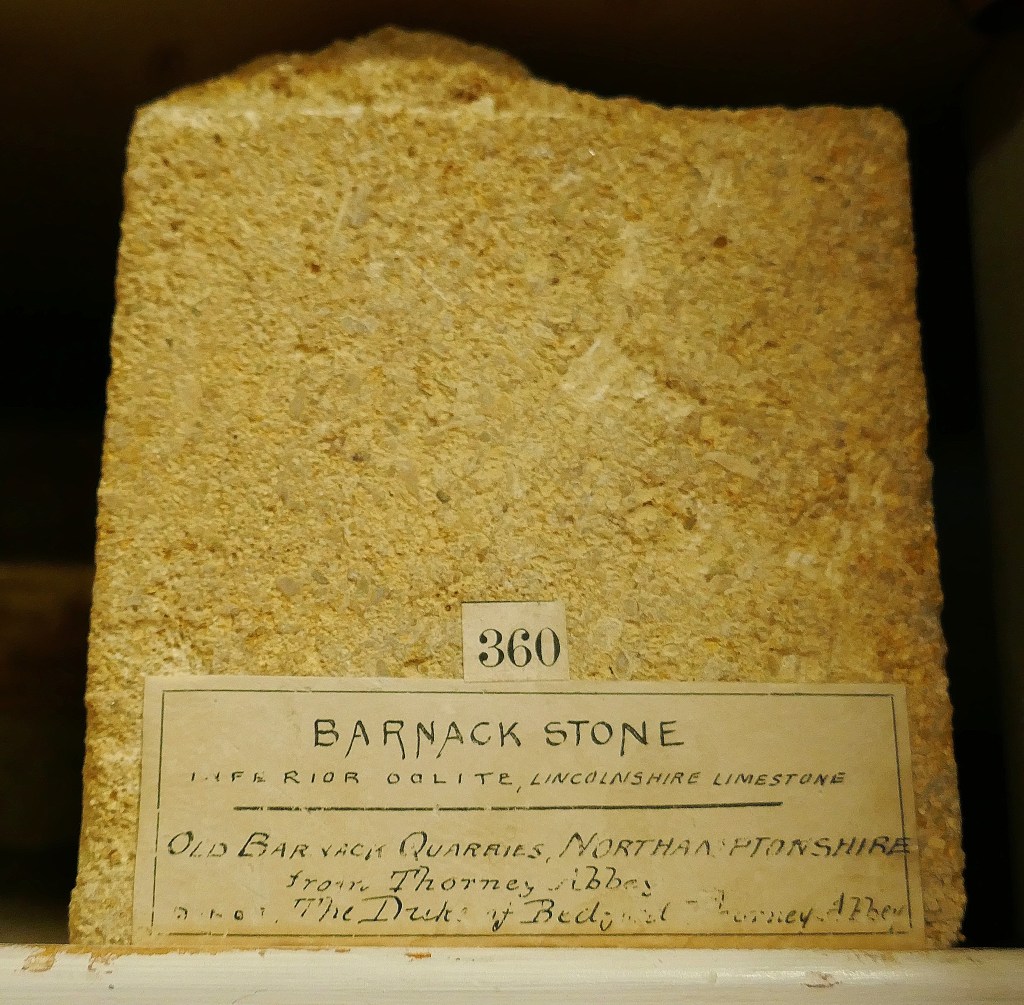 360
BARNACK STONE
INFERIOR OOLITE, LINCOLNSHIRE LIMESTONE
OLD BARNACK QUARRIES, NORTHAMPTONSHIRE
from Thorney Abbey
The Duke of Bedford Thorney Abbey